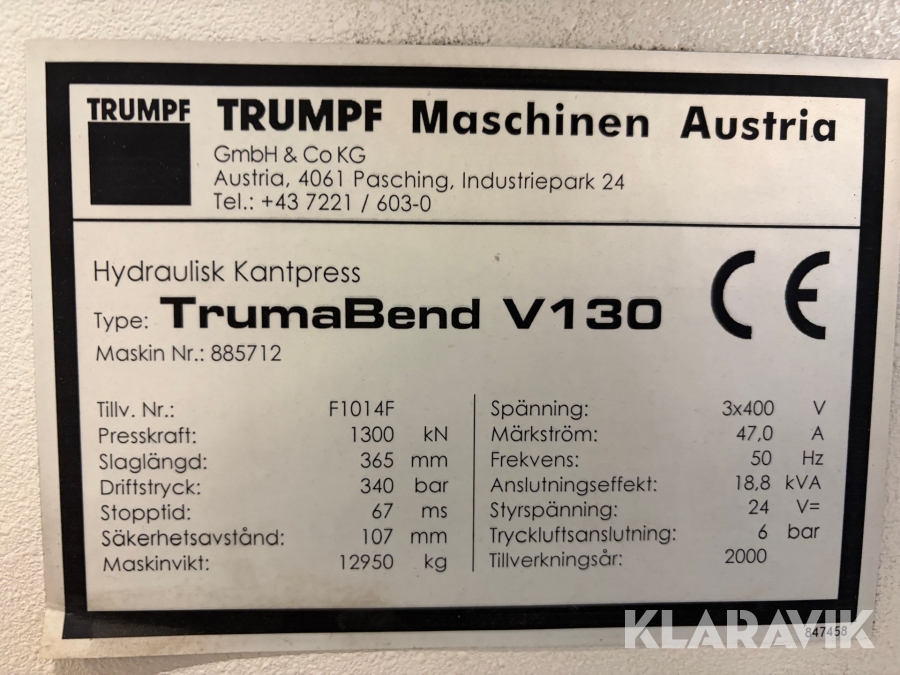 TRUMPF
TRUMPF Maschinen Austria
GmbH & Co KG
Austria, 4061 Pasching, Industriepark 24
Tel.: +43 7221 / 603-0
Hydraulisk Kantpress
Type: TrumaBend V130
CE
Maskin Nr.: 885712
Tillv. Nr.: F1014F
Presskraft: 1300 kN
Slaglängd: 365 mm
Driftstryck: 340 bar
Stopptid: 67 ms
Säkerhetsavstånd: 107 mm
Maskinvikt: 12950 kg
Spänning: 3x400 V
Märkström: 47,0 A
Frekvens: 50 Hz
Anslutningseffekt: 18,8 kVA
Styrspänning: 24 V=
Tryckluftsanslutning: 6 bar
Tillverkningsår: 2000
847458
KLARAVIK